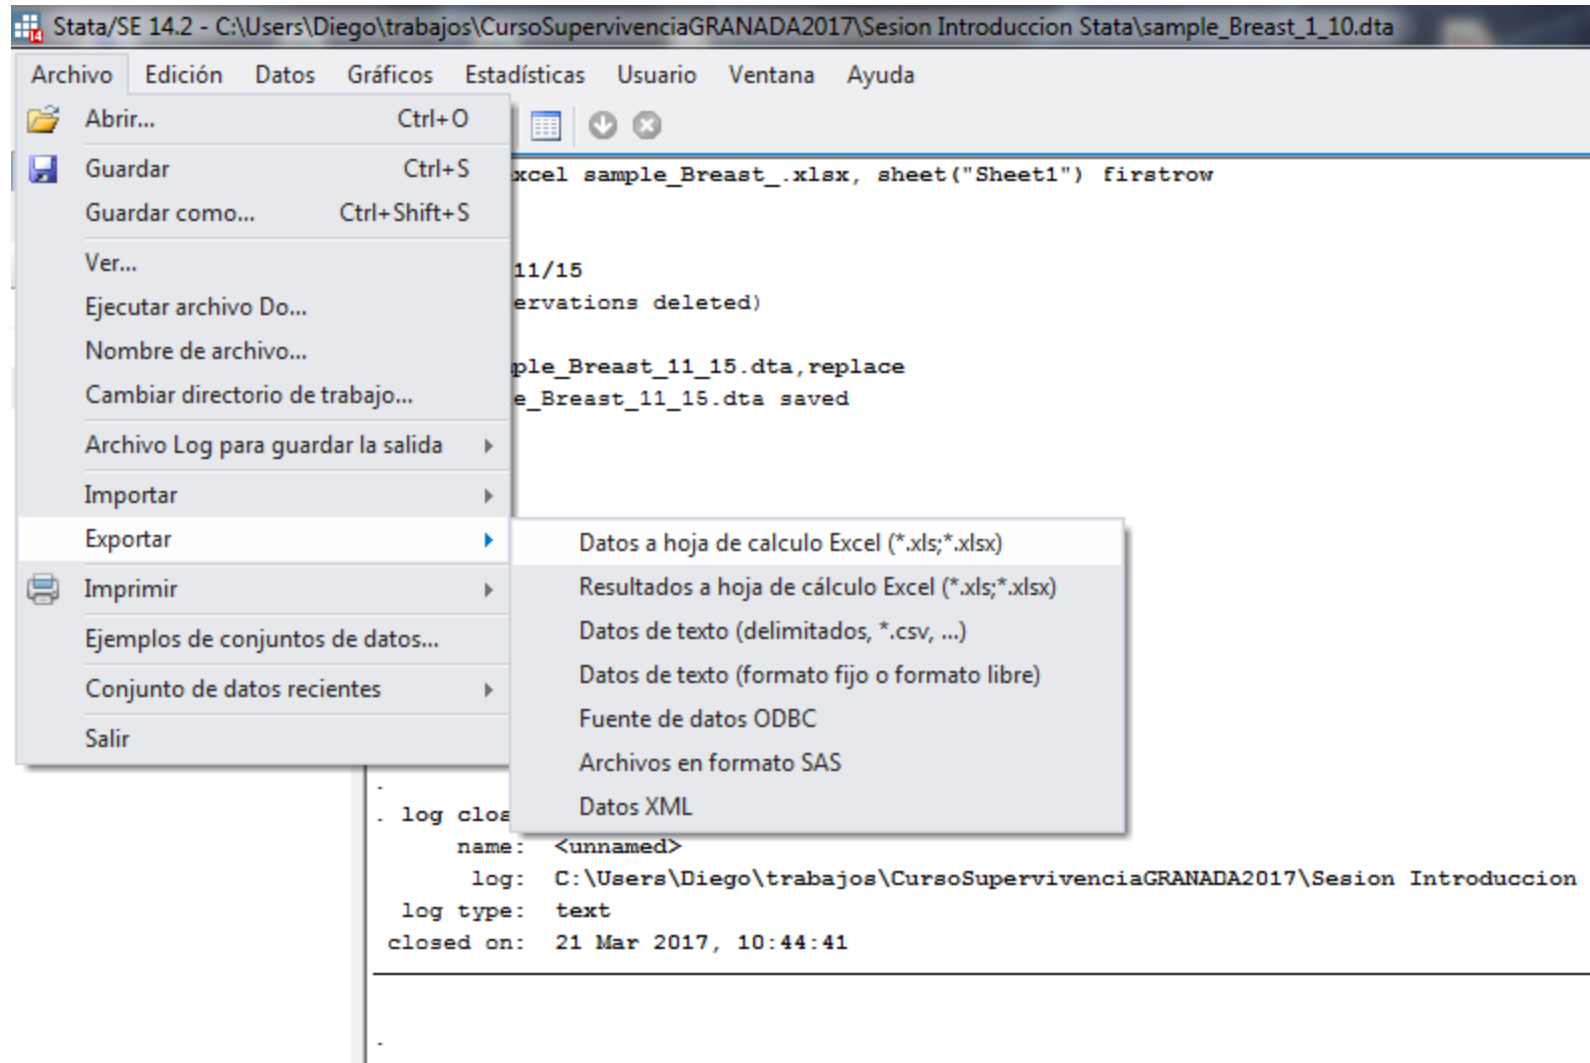 Stata/SE 14.2 - C:\Users\Diego\trabajos\CursoSupervivenciaGRANADA2017\Sesion Introduccion Stata\sample_Breast_1_10.dta
Archivo Edición Datos Gráficos Estadísticas Usuario Ventana Ayuda
Abrir... Ctrl+O
Guardar Ctrl+S
Guardar como... Ctrl+Shift+S
Ver...
Ejecutar archivo Do...
Nombre de archivo...
Cambiar directorio de trabajo...
Archivo Log para guardar la salida
Importar
Exportar
Imprimir
Ejemplos de conjuntos de datos...
Conjunto de datos recientes
Salir
Datos a hoja de calculo Excel (*.xls;*.xlsx)
Resultados a hoja de cálculo Excel (*.xls;*.xlsx)
Datos de texto (delimitados, *.csv, ...)
Datos de texto (formato fijo o formato libre)
Fuente de datos ODBC
Archivos en formato SAS
Datos XML
xcel sample_Breast_.xlsx, sheet("Sheet1") firstrow
11/15
ervations deleted)
ple_Breast_11_15.dta,replace
e_Breast_11_15.dta saved
.
. log clos
name: <unnamed>
log: C:\Users\Diego\trabajos\CursoSupervivenciaGRANADA2017\Sesion Introduccion
log type: text
closed on: 21 Mar 2017, 10:44:41
.